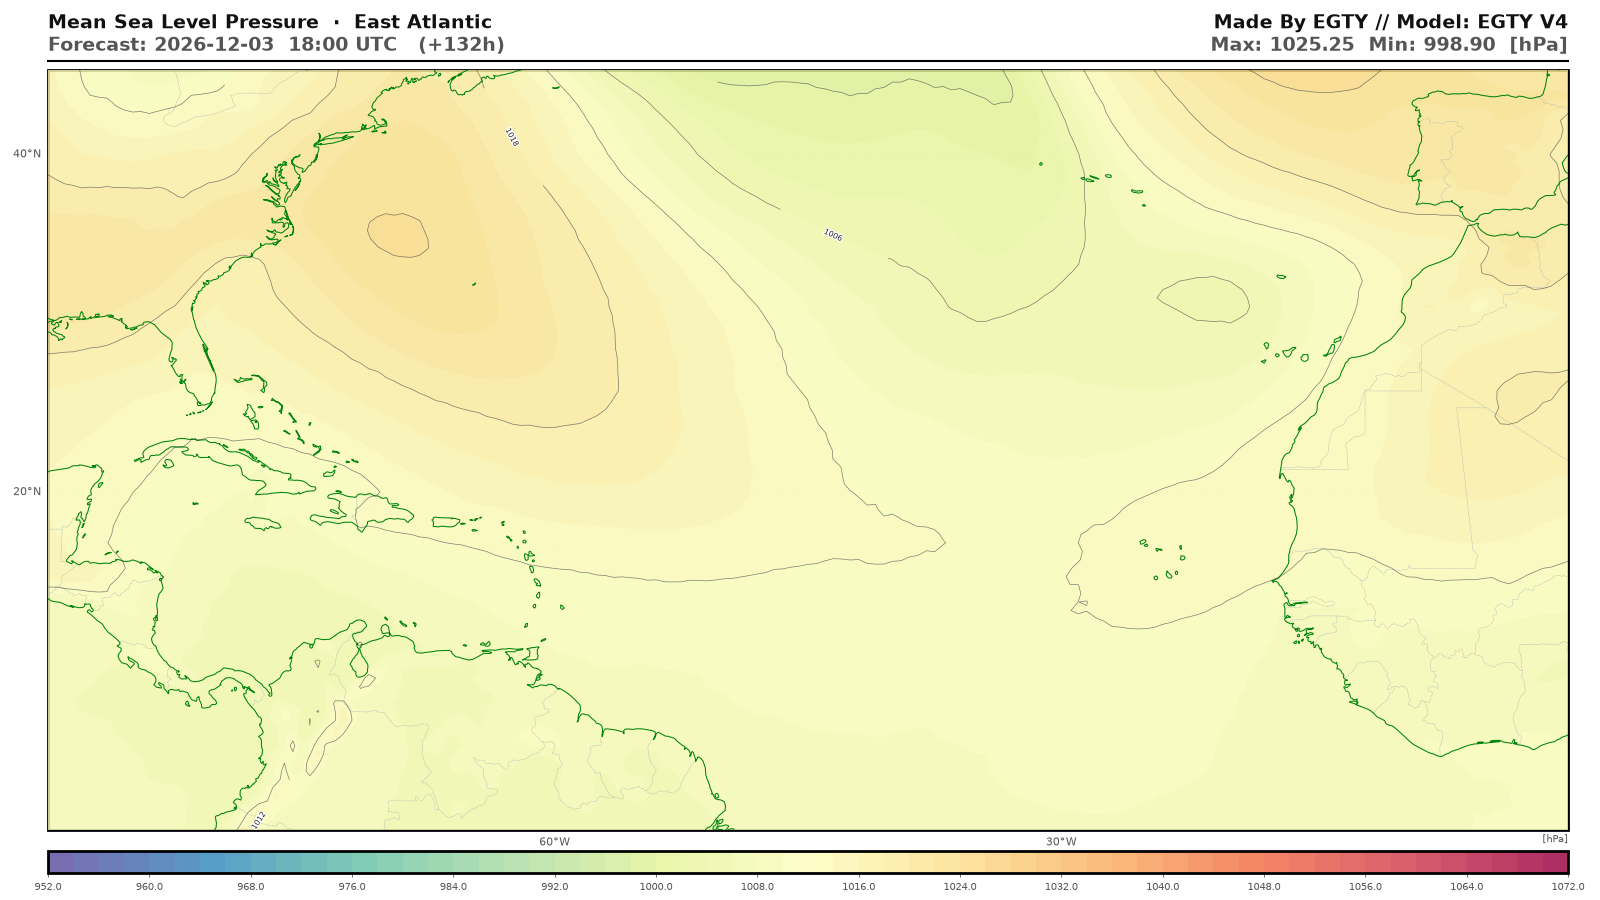 Mean Sea Level Pressure · East Atlantic
Made By EGTY // Model: EGTY V4
Forecast: 2026-12-03 18:00 UTC (+132h)
Max: 1025.25 Min: 998.90 [hPa]
1018
40°N
1006
20°N
1012
60°W
30°W
[hPa]
952.0 960.0 968.0 976.0 984.0 992.0 1000.0 1008.0 1016.0 1024.0 1032.0 1040.0 1048.0 1056.0 1064.0 1072.0